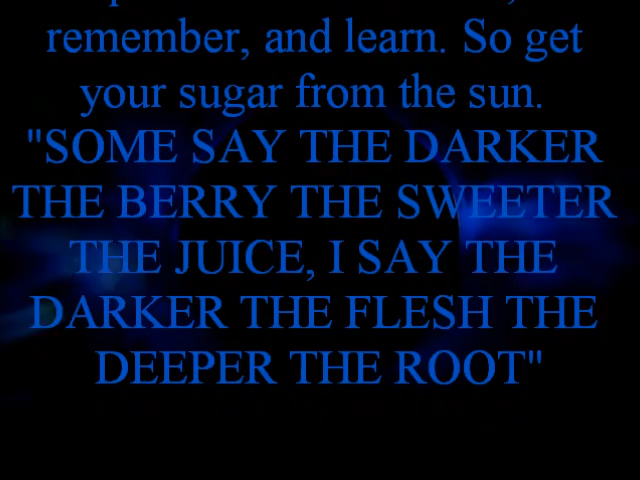 remember, and learn. So get
your sugar from the sun.
"SOME SAY THE DARKER
THE BERRY THE SWEETER
THE JUICE, I SAY THE
DARKER THE FLESH THE
DEEPER THE ROOT"